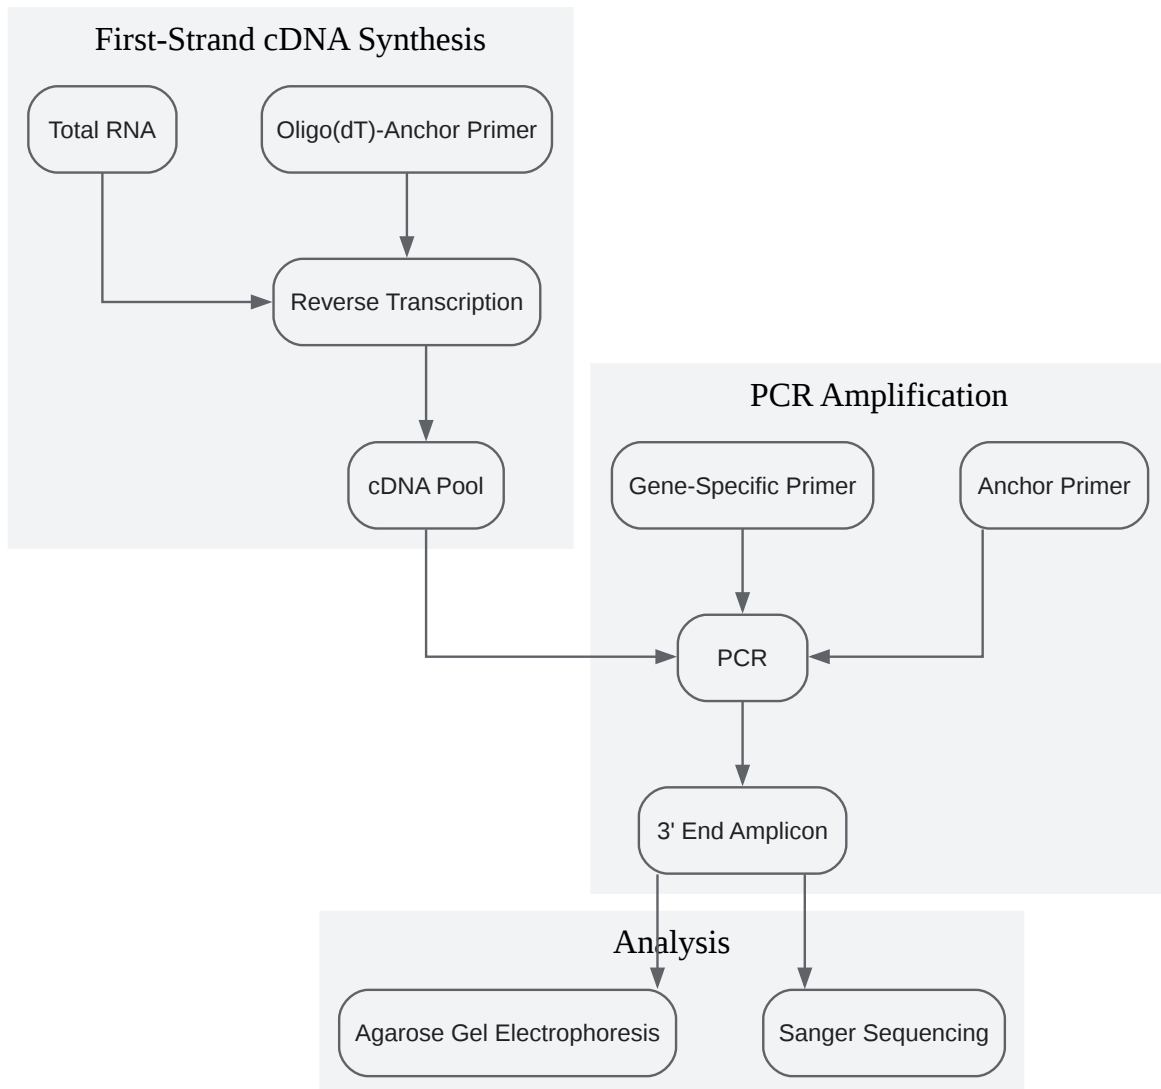 First-Strand cDNA Synthesis
Total RNA
Oligo(dT)-Anchor Primer
Reverse Transcription
cDNA Pool
PCR Amplification
Gene-Specific Primer
Anchor Primer
PCR
3' End Amplicon
Analysis
Agarose Gel Electrophoresis
Sanger Sequencing